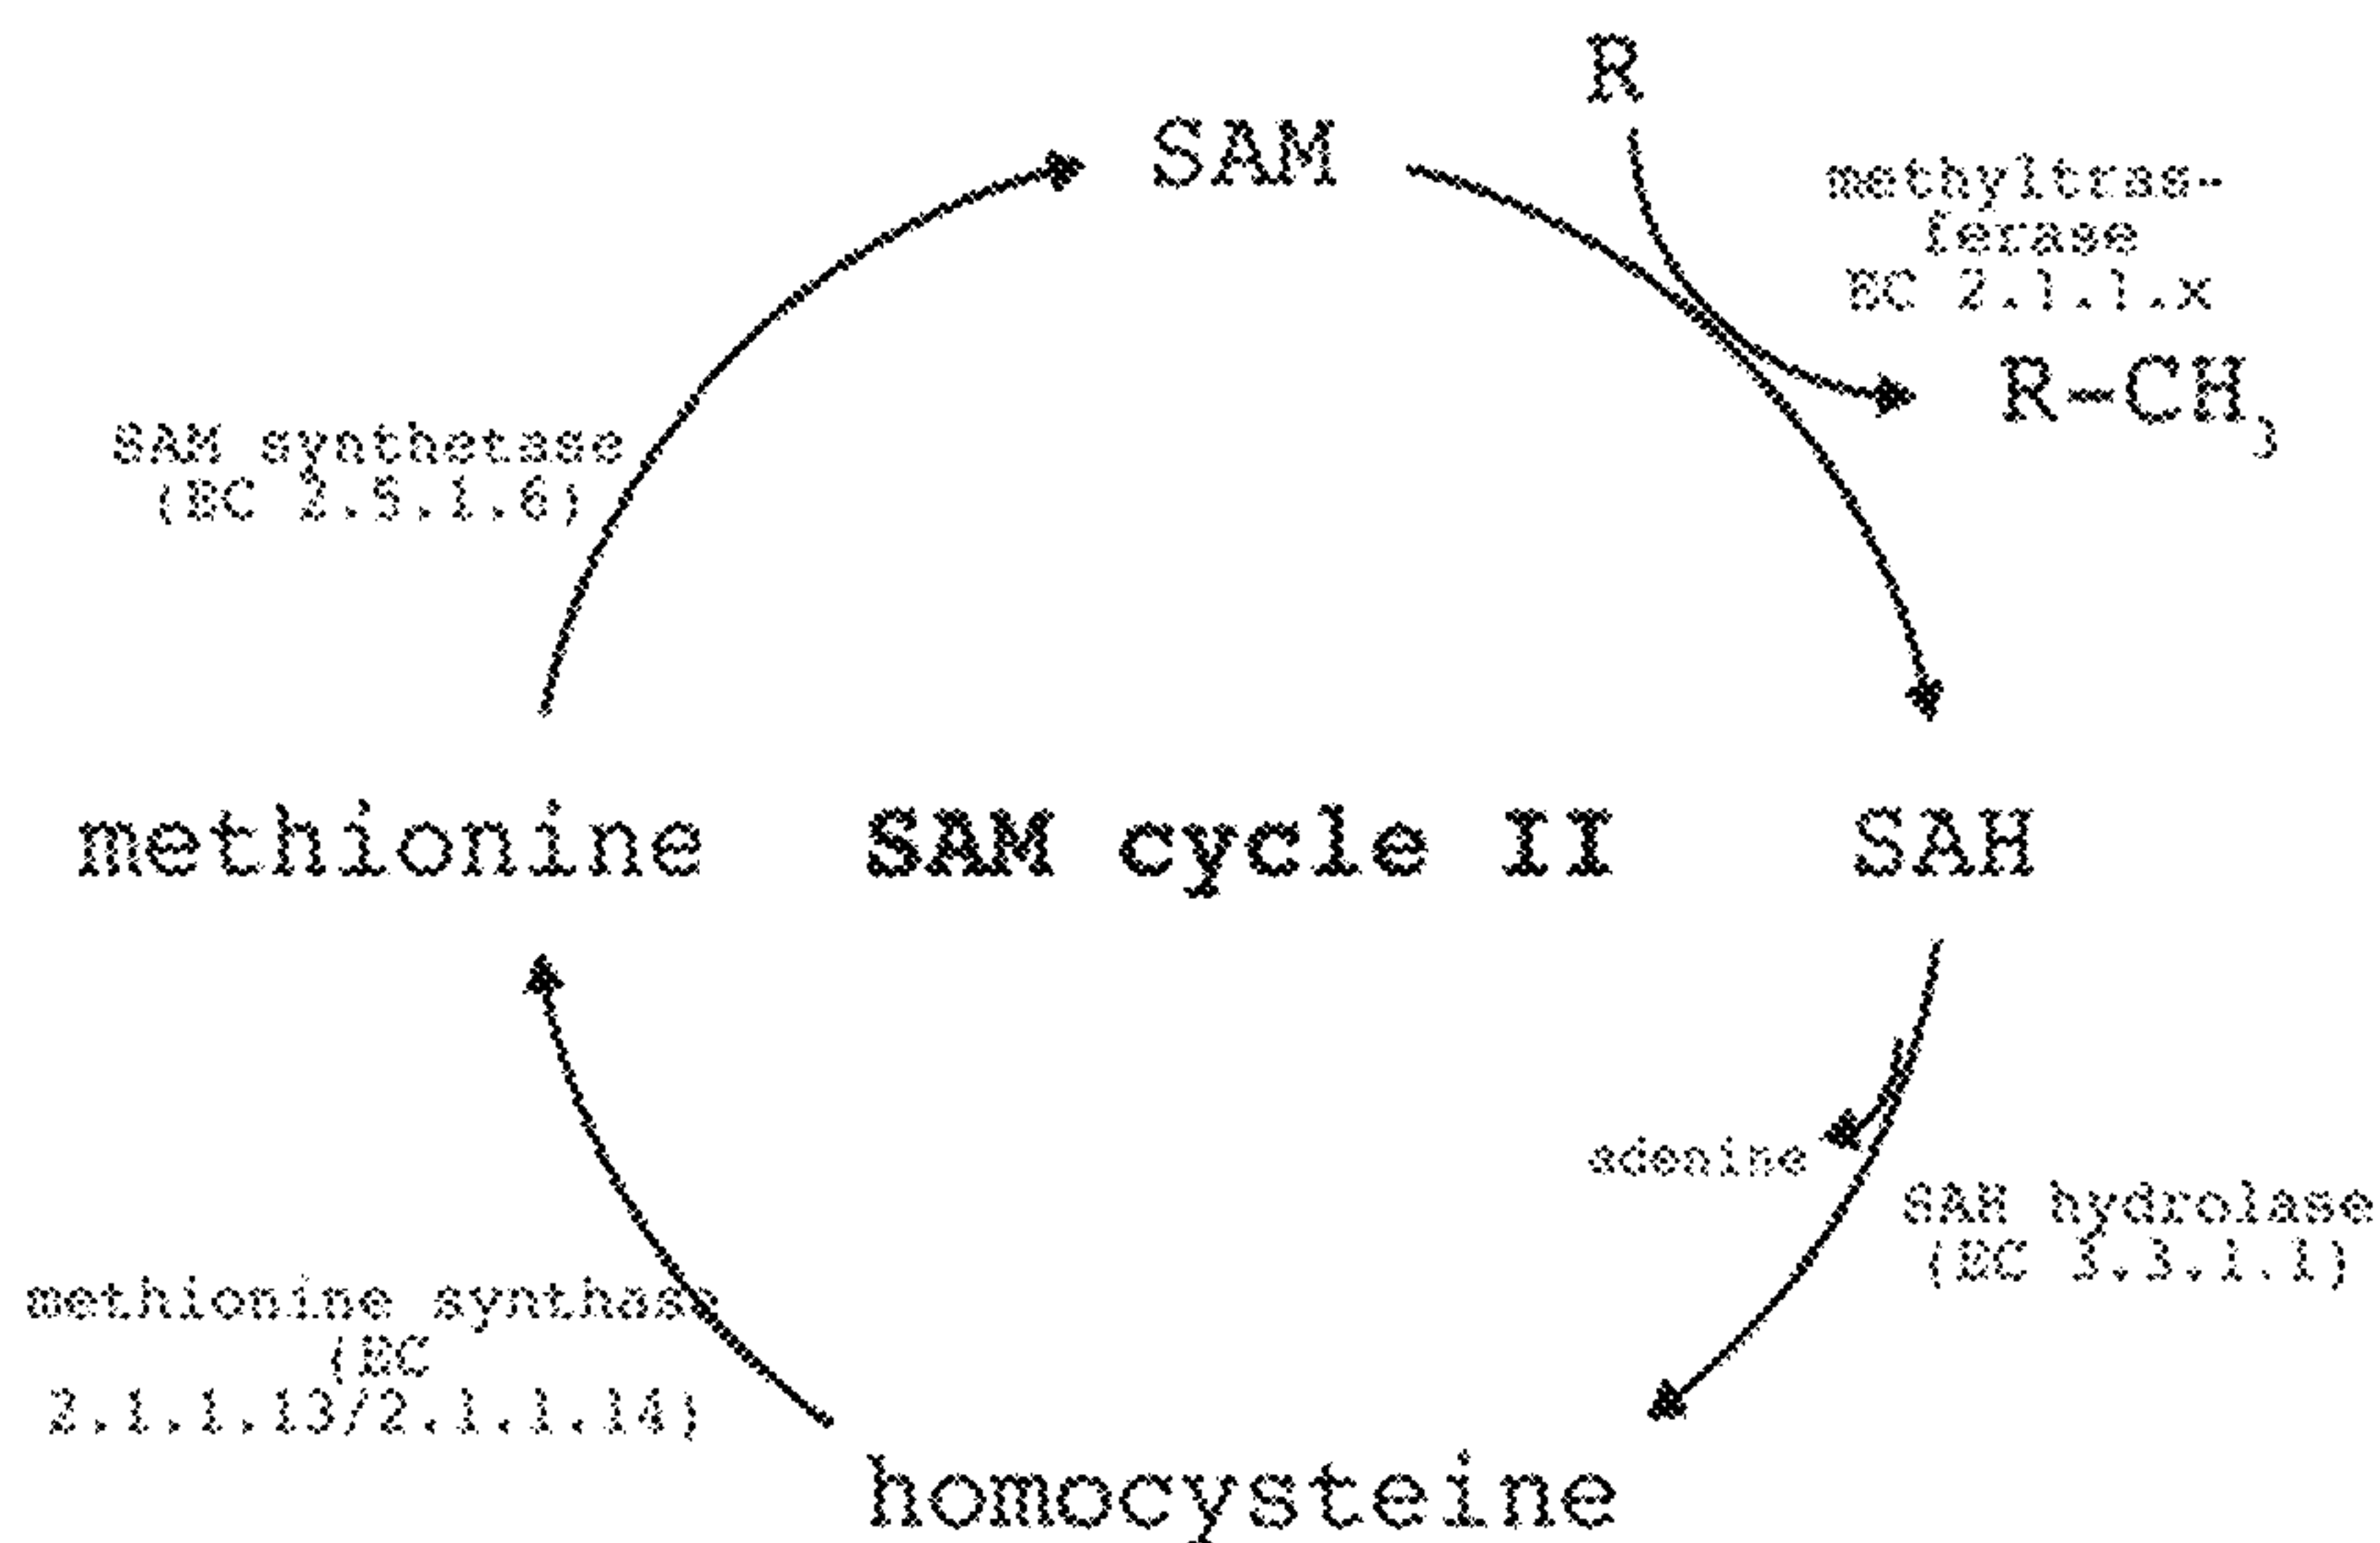 R
SAM
methyltras-
ferase
EC 2.1.1.x
R-CH3
SAM synthetase
(EC 2.5.1.6)
methionine SAM cycle II SAH
adenine
SAH hydrolase
(EC 3.3.1.1)
methionine synthase
(EC
2.1.1.13/2.1.1.14)
homocysteine